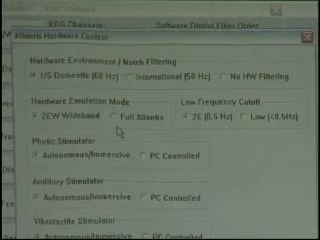 EEG Channels
Software Digital Filter Order
Atlantis Hardware Control
Hardware Environment / Notch Filtering
US Domestic (60 Hz) International (50 Hz) No HW Filtering
Hardware Emulation Mode Low Frequency Cutoff
2EW Wideband Full Atlantis 2E (0.5 Hz) Low (<0.5Hz)
Photic Stimulator
Autonomous/Immersive PC Controlled
Auditory Stimulator
Autonomous/Immersive PC Controlled
Vibrotactile Stimulator
Autonomous/Immersive PC Controlled